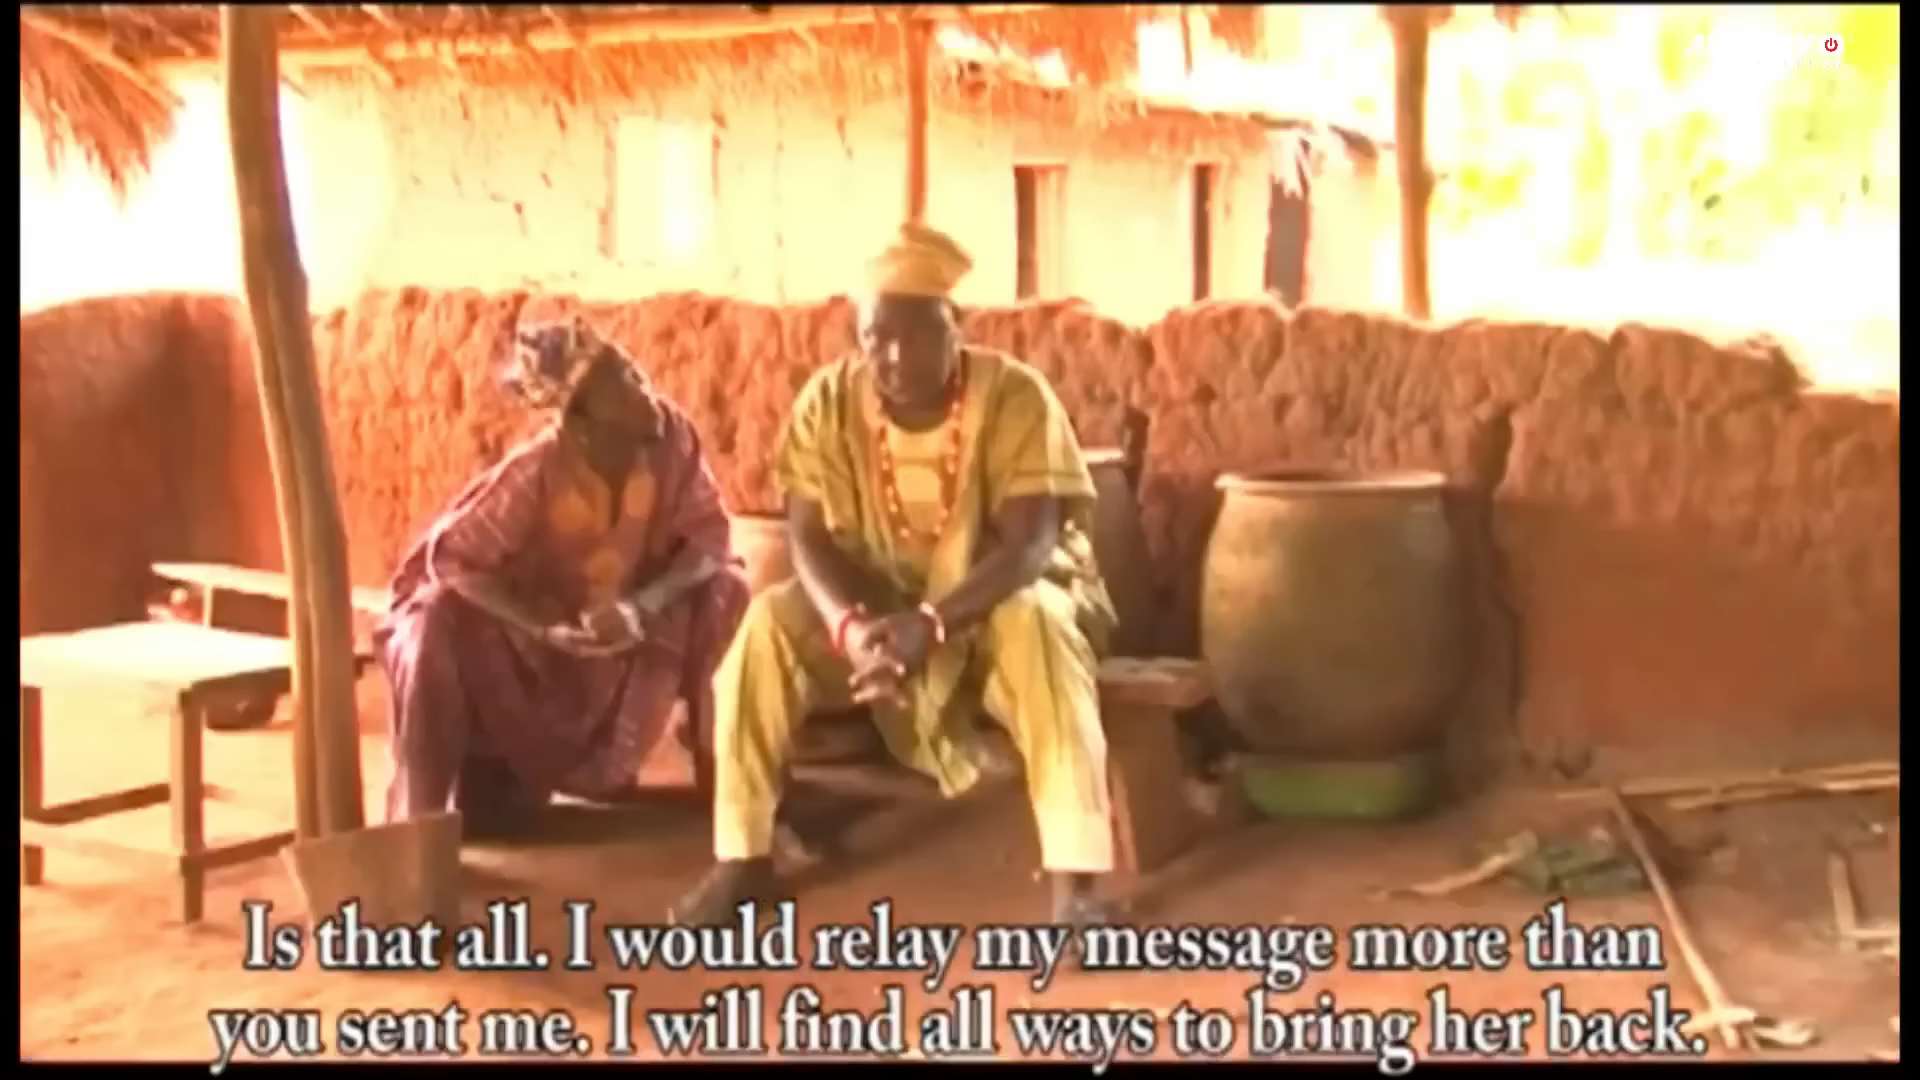 Is that all. I would relay my message more than
you sent me. I will find all ways to bring her back.